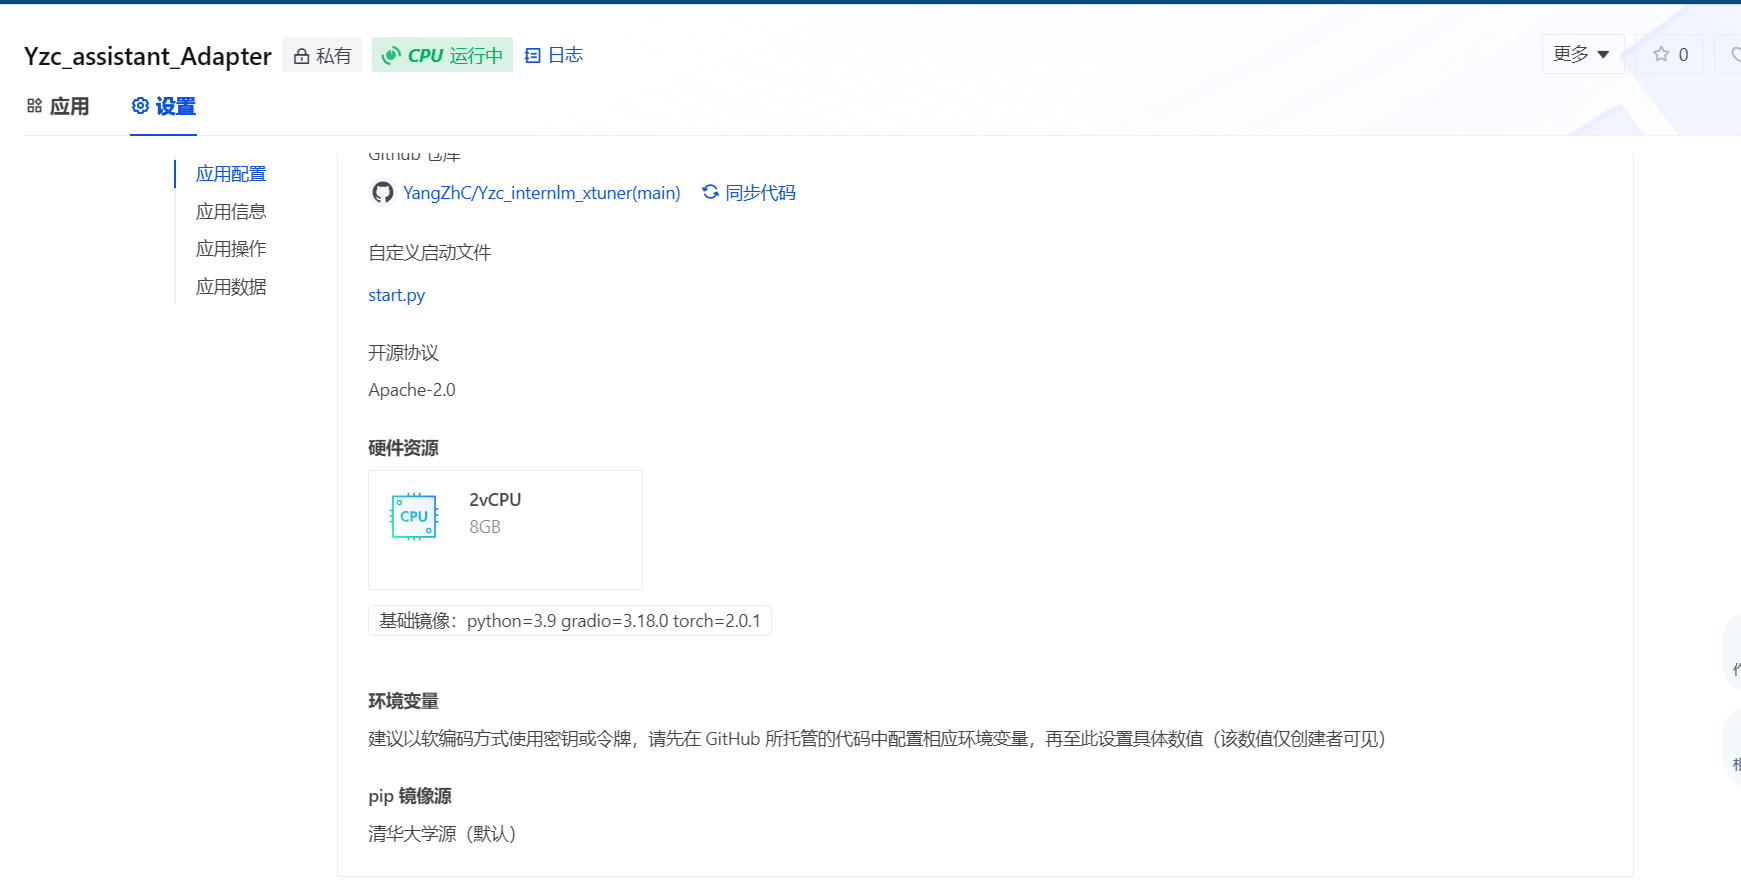 Yzc_assistant_Adapter
私有
CPU 运行中
日志
更多
0
应用
设置
应用配置
应用信息
应用操作
应用数据
Github 仓库
YangZhC/Yzc_internlm_xtuner(main)
同步代码
自定义启动文件
start.py
开源协议
Apache-2.0
硬件资源
CPU
2vCPU
8GB
基础镜像：python=3.9 gradio=3.18.0 torch=2.0.1
环境变量
建议以软编码方式使用密钥或令牌，请先在 GitHub 所托管的代码中配置相应环境变量，再至此设置具体数值（该数值仅创建者可见）
pip 镜像源
清华大学源（默认）